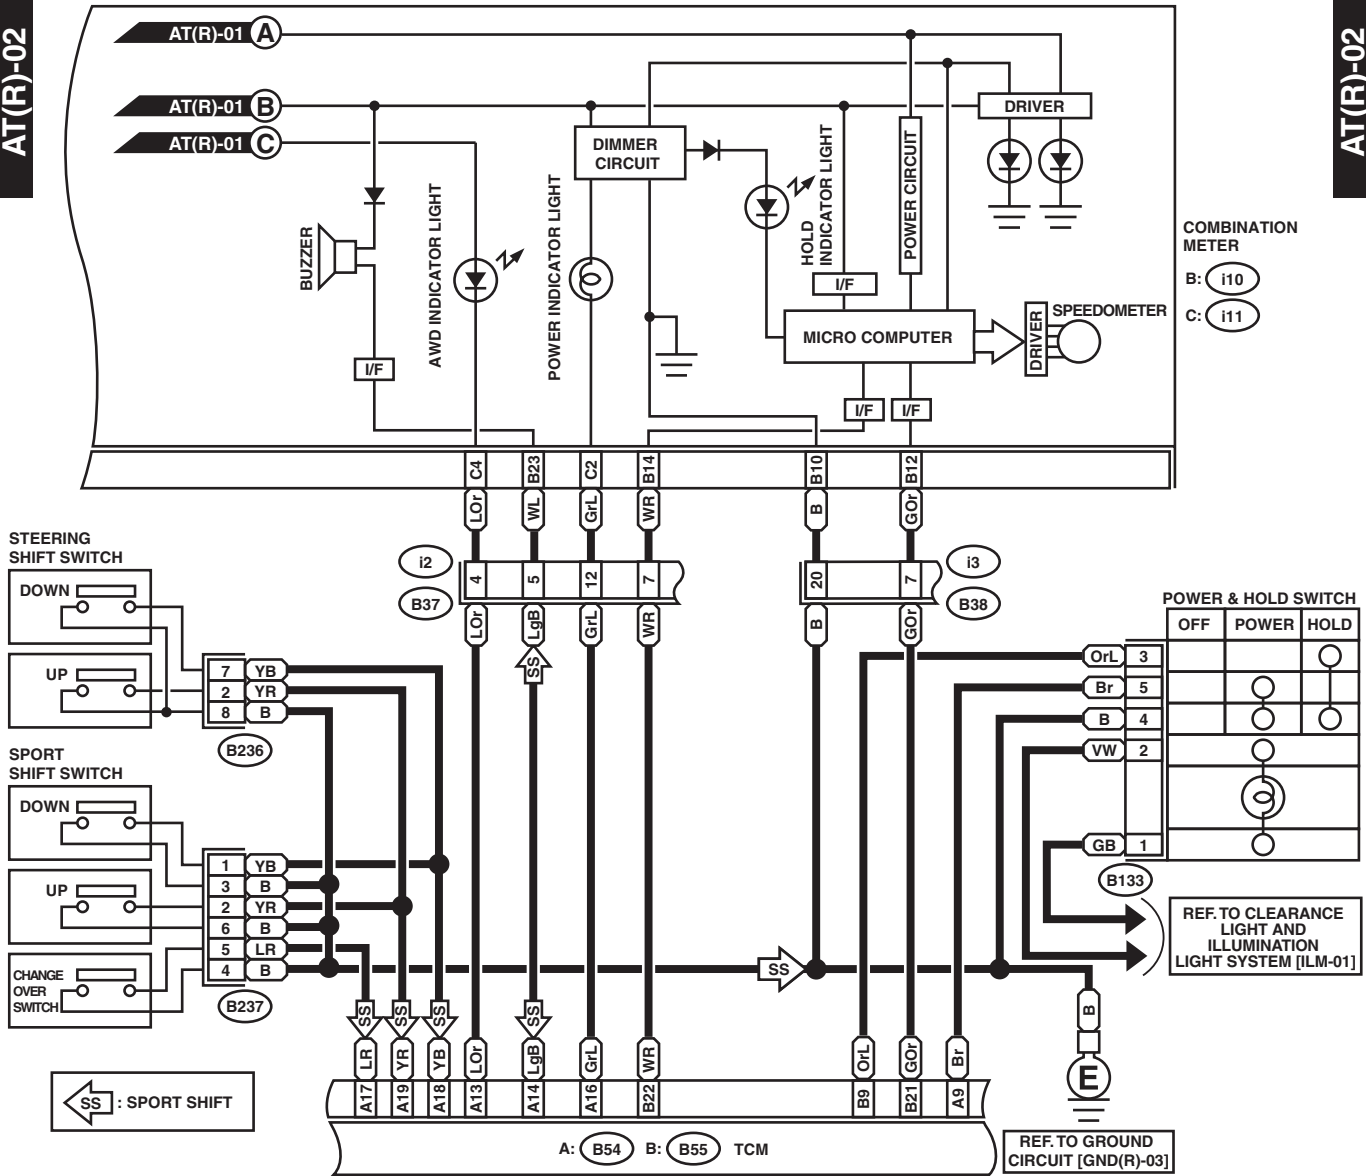 AT(R)-02
AT(R)-02
AT(R)-01 A
AT(R)-01 B
AT(R)-01 C
DRIVER
DIMMER
CIRCUIT
BUZZER
AWD INDICATOR LIGHT
POWER INDICATOR LIGHT
HOLD
INDICATOR LIGHT
POWER CIRCUIT
I/F
I/F
MICRO COMPUTER
DRIVER
SPEEDOMETER
I/F
I/F
COMBINATION
METER
B: i10
C: i11
C4
B23
C2
B14
B10
B12
LOr
WL
GrL
WR
B
GOr
i2
4
5
12
7
20
7
i3
B37
B38
LOr
LgB
GrL
WR
B
GOr
SS
STEERING
SHIFT SWITCH
DOWN
UP
7 YB
2 YR
8 B
B236
SPORT
SHIFT SWITCH
DOWN
UP
CHANGE
OVER
SWITCH
1 YB
3 B
2 YR
6 B
5 LR
4 B
B237
SS
POWER & HOLD SWITCH
OFF POWER HOLD
OrL 3
Br 5
B 4
VW 2
GB 1
B133
REF. TO CLEARANCE
LIGHT AND
ILLUMINATION
LIGHT SYSTEM [ILM-01]
B
E
REF. TO GROUND
CIRCUIT [GND(R)-03]
SS
SS
SS
SS
LR
YR
YB
LOr
LgB
GrL
WR
OrL
GOr
Br
A17
A19
A18
A13
A14
A16
B22
B9
B21
A9
A: B54 B: B55 TCM
SS : SPORT SHIFT